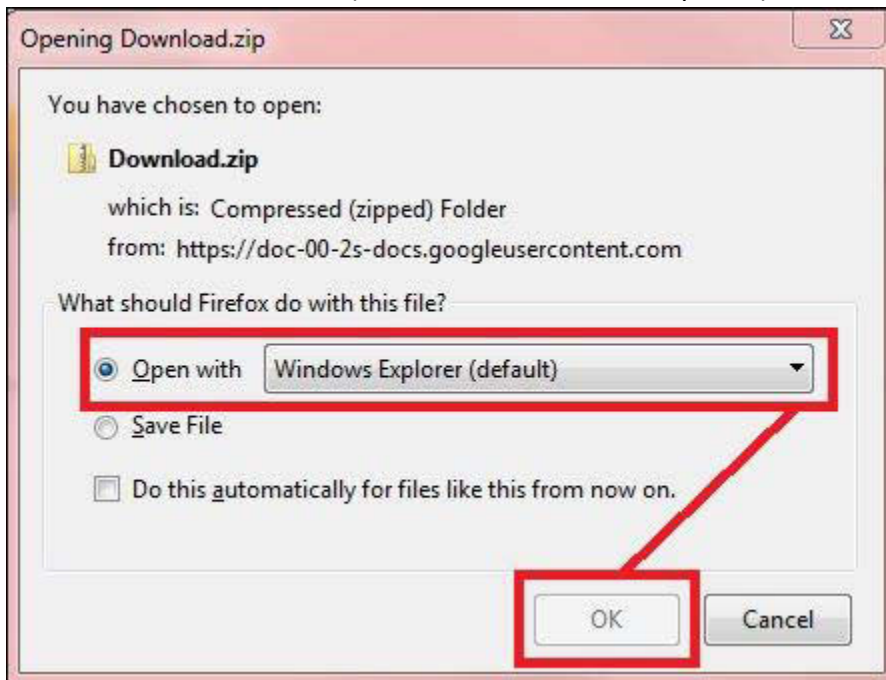 Opening Download.zip
You have chosen to open:
Download.zip
which is: Compressed (zipped) Folder
from: https://doc-00-2s-docs.googleusercontent.com
What should Firefox do with this file?
Open with Windows Explorer (default)
Save File
Do this automatically for files like this from now on.
OK Cancel